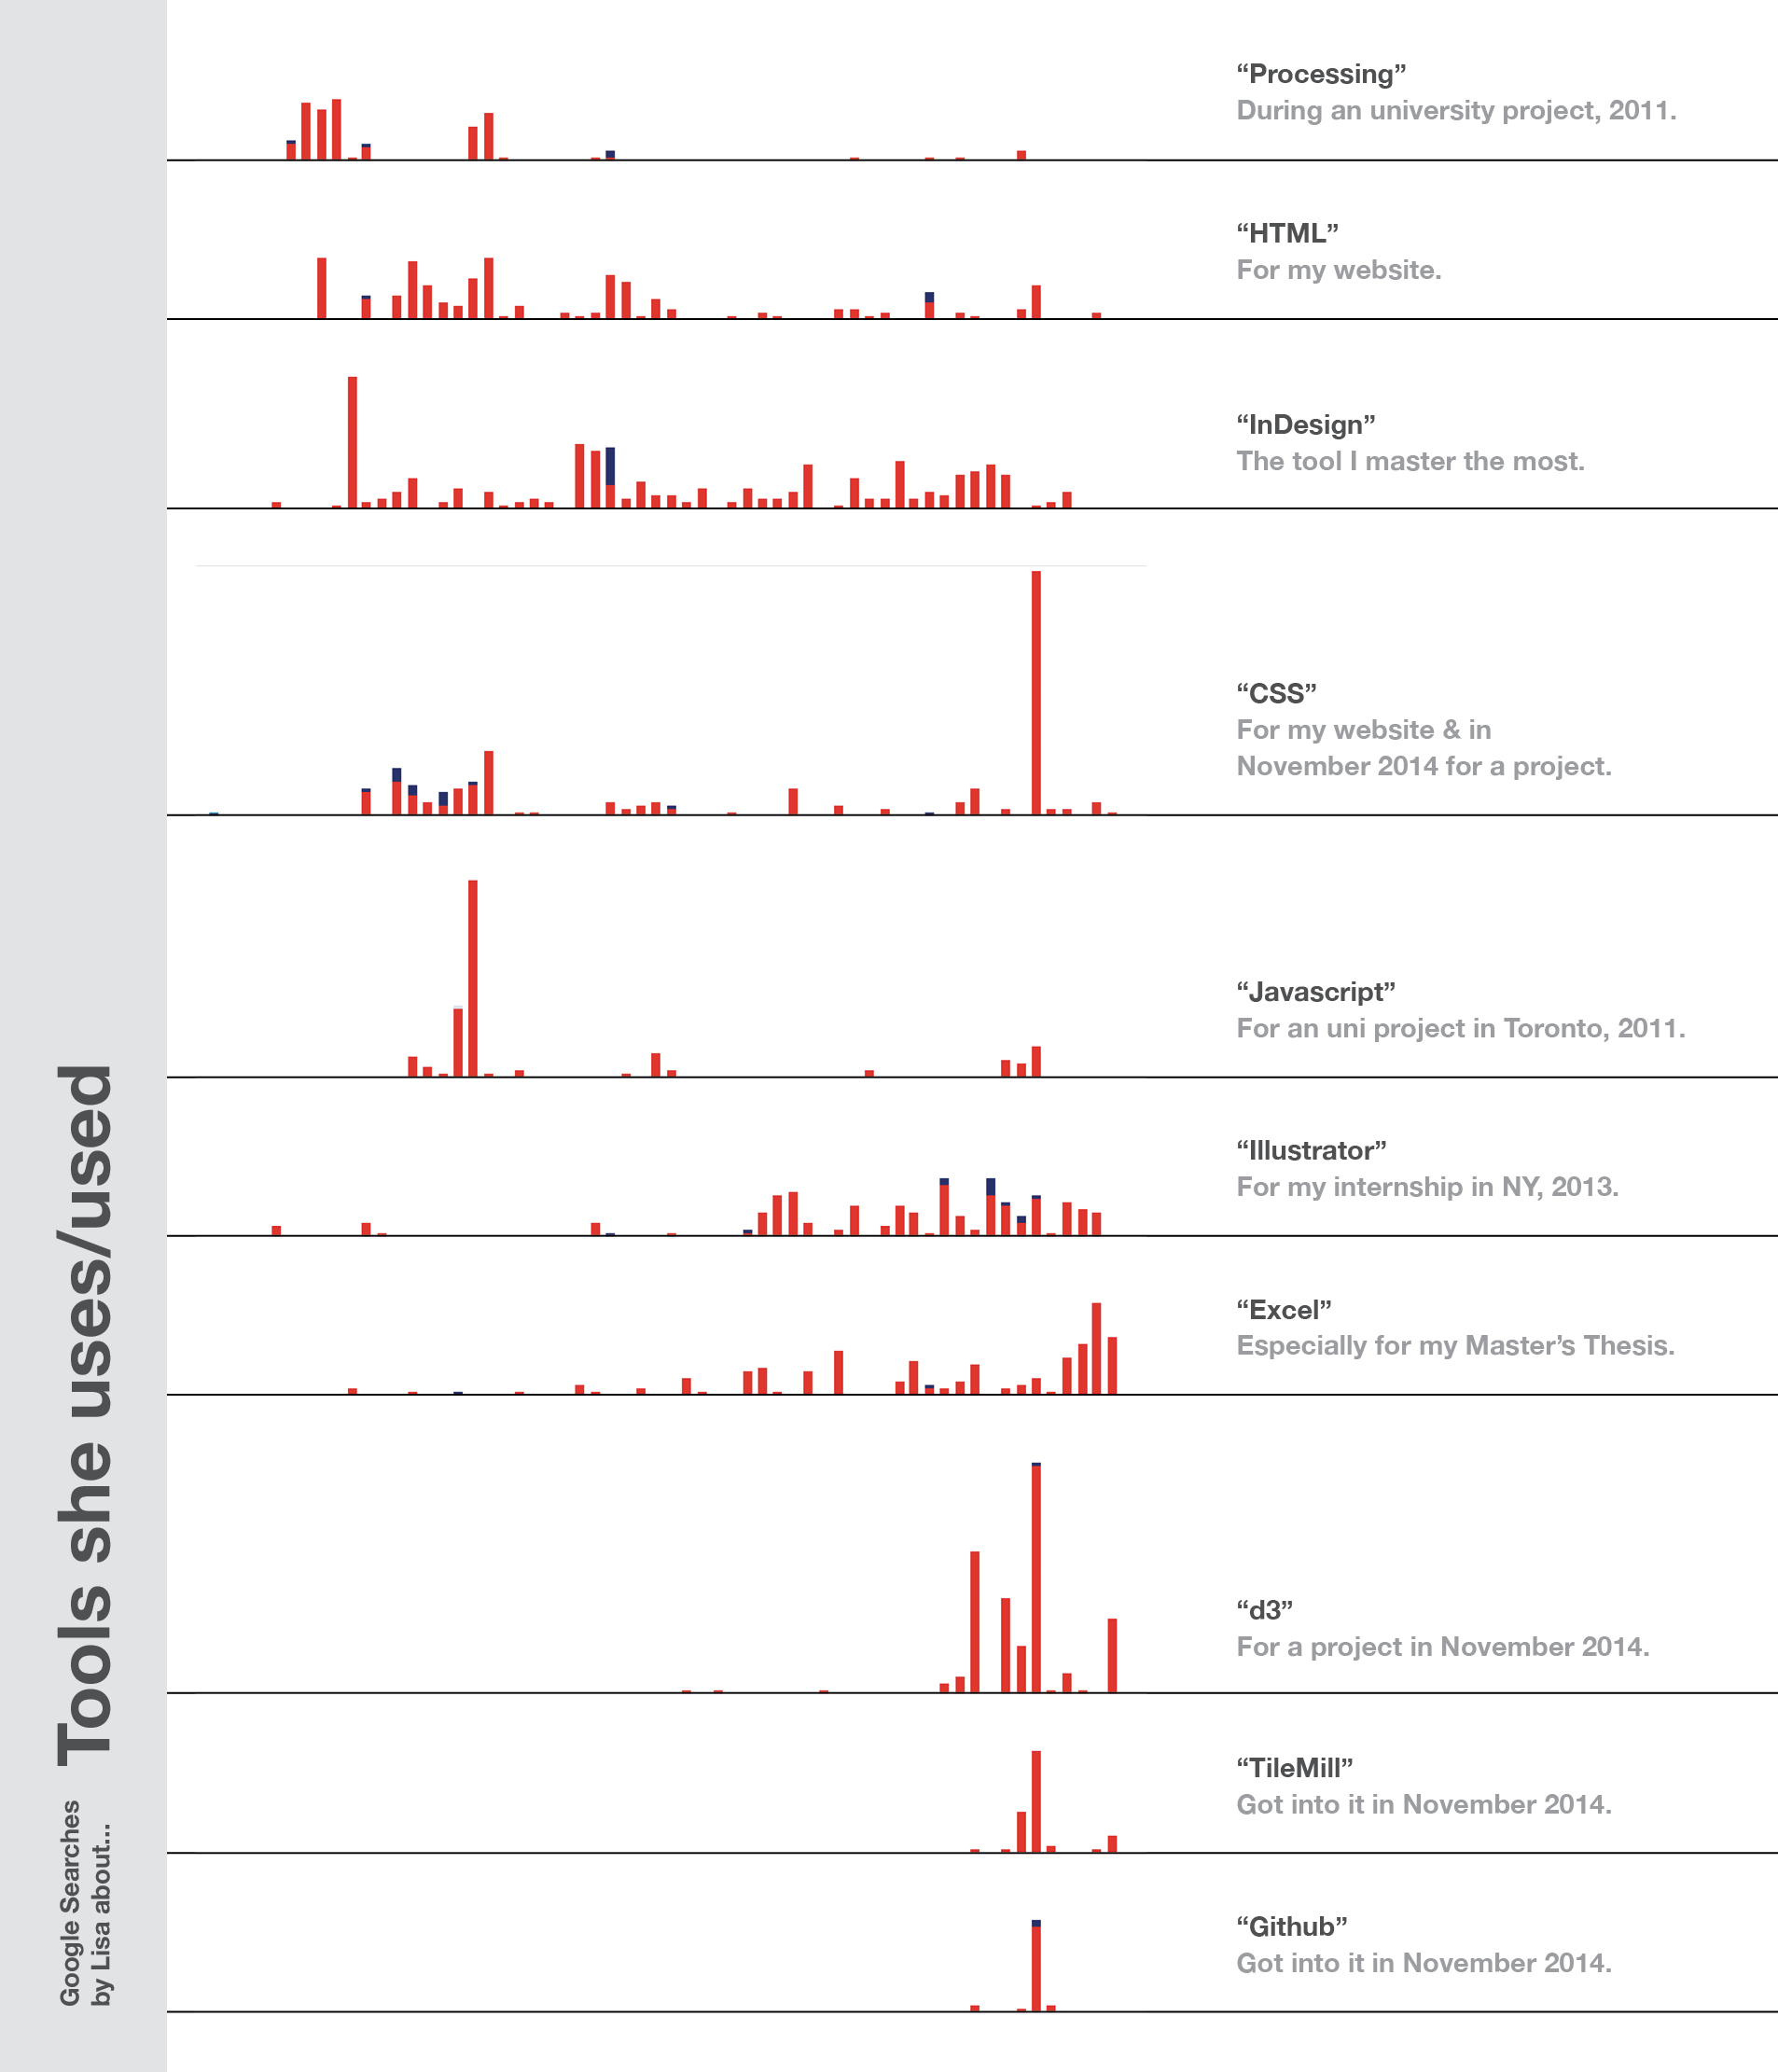 “Processing”
During an university project, 2011.
“HTML”
For my website.
“InDesign”
The tool I master the most.
“CSS”
For my website & in
November 2014 for a project.
“Javascript”
For an uni project in Toronto, 2011.
“Illustrator”
For my internship in NY, 2013.
“Excel”
Especially for my Master’s Thesis.
“d3”
For a project in November 2014.
“TileMill”
Got into it in November 2014.
“Github”
Got into it in November 2014.
Google Searches
by Lisa about...
Tools she uses/used